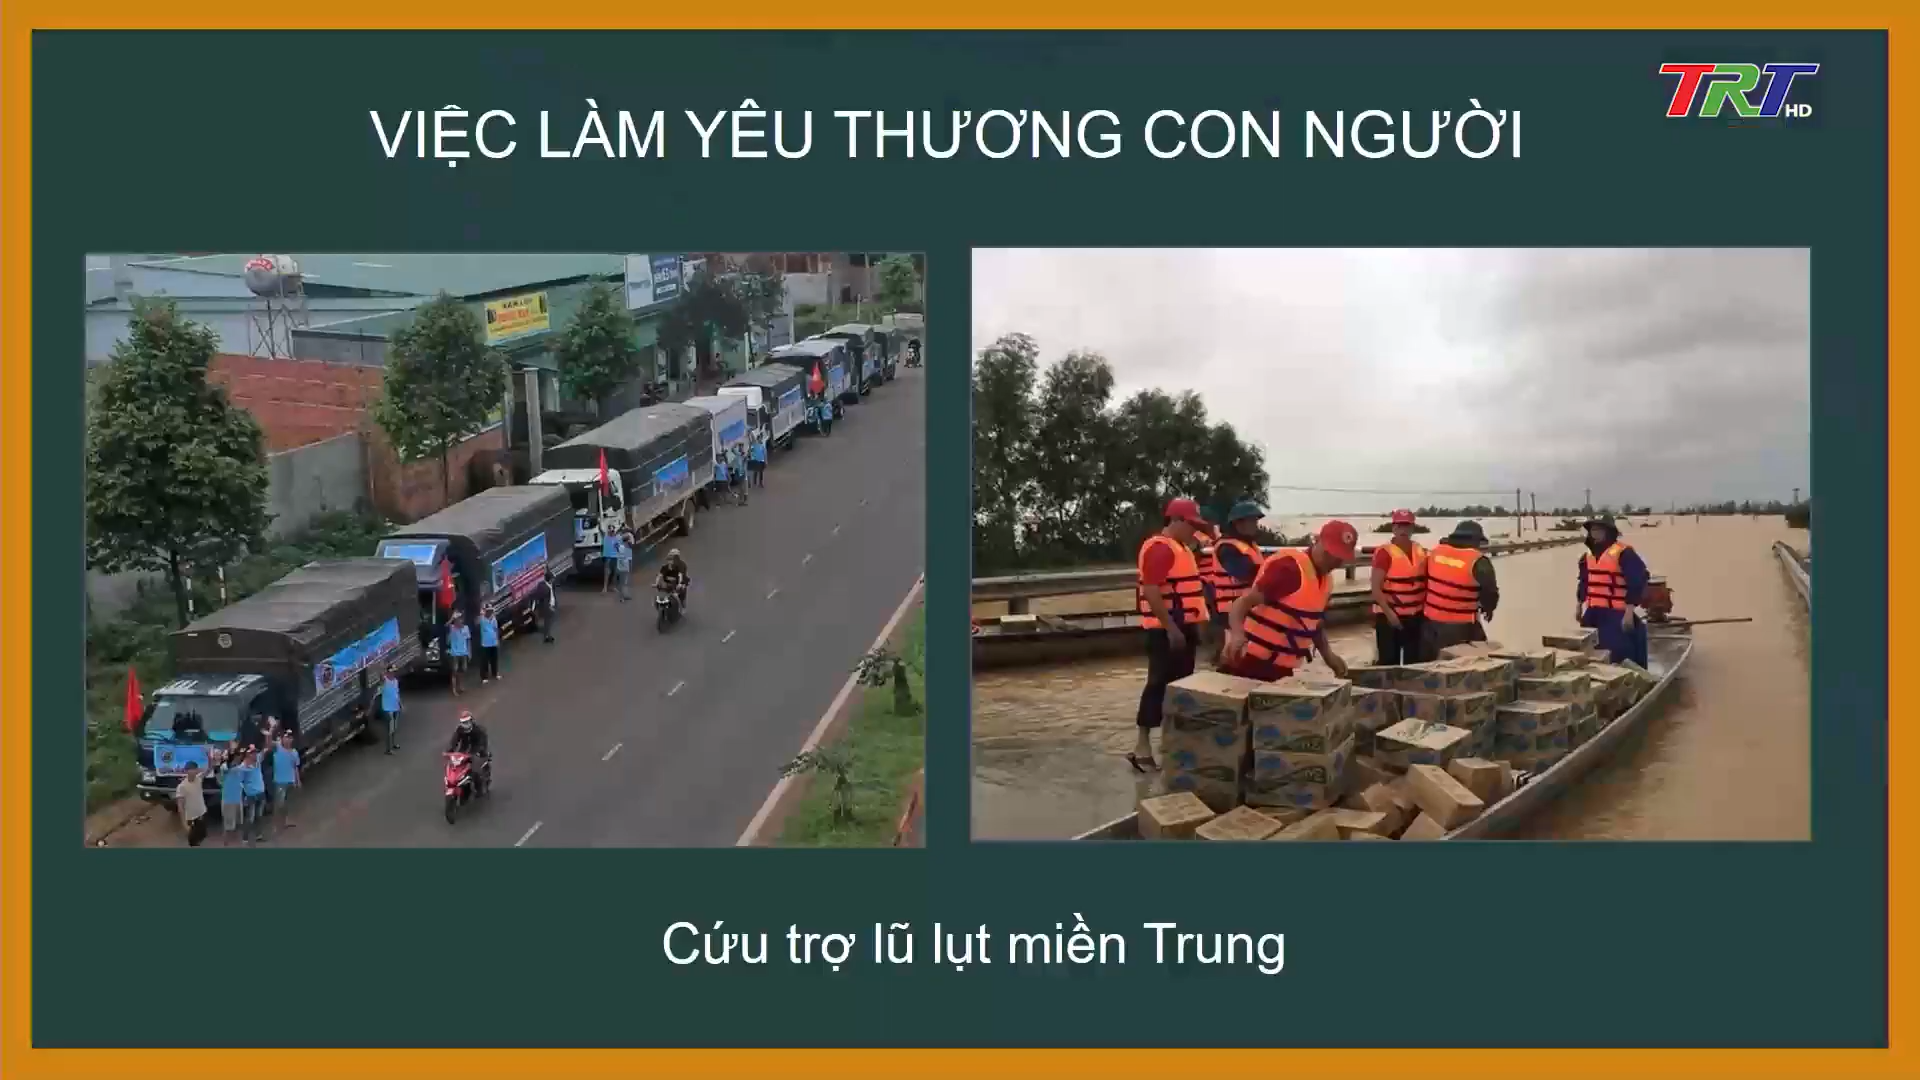 TRT HD
VIỆC LÀM YÊU THƯƠNG CON NGƯỜI
Cứu trợ lũ lụt miền Trung